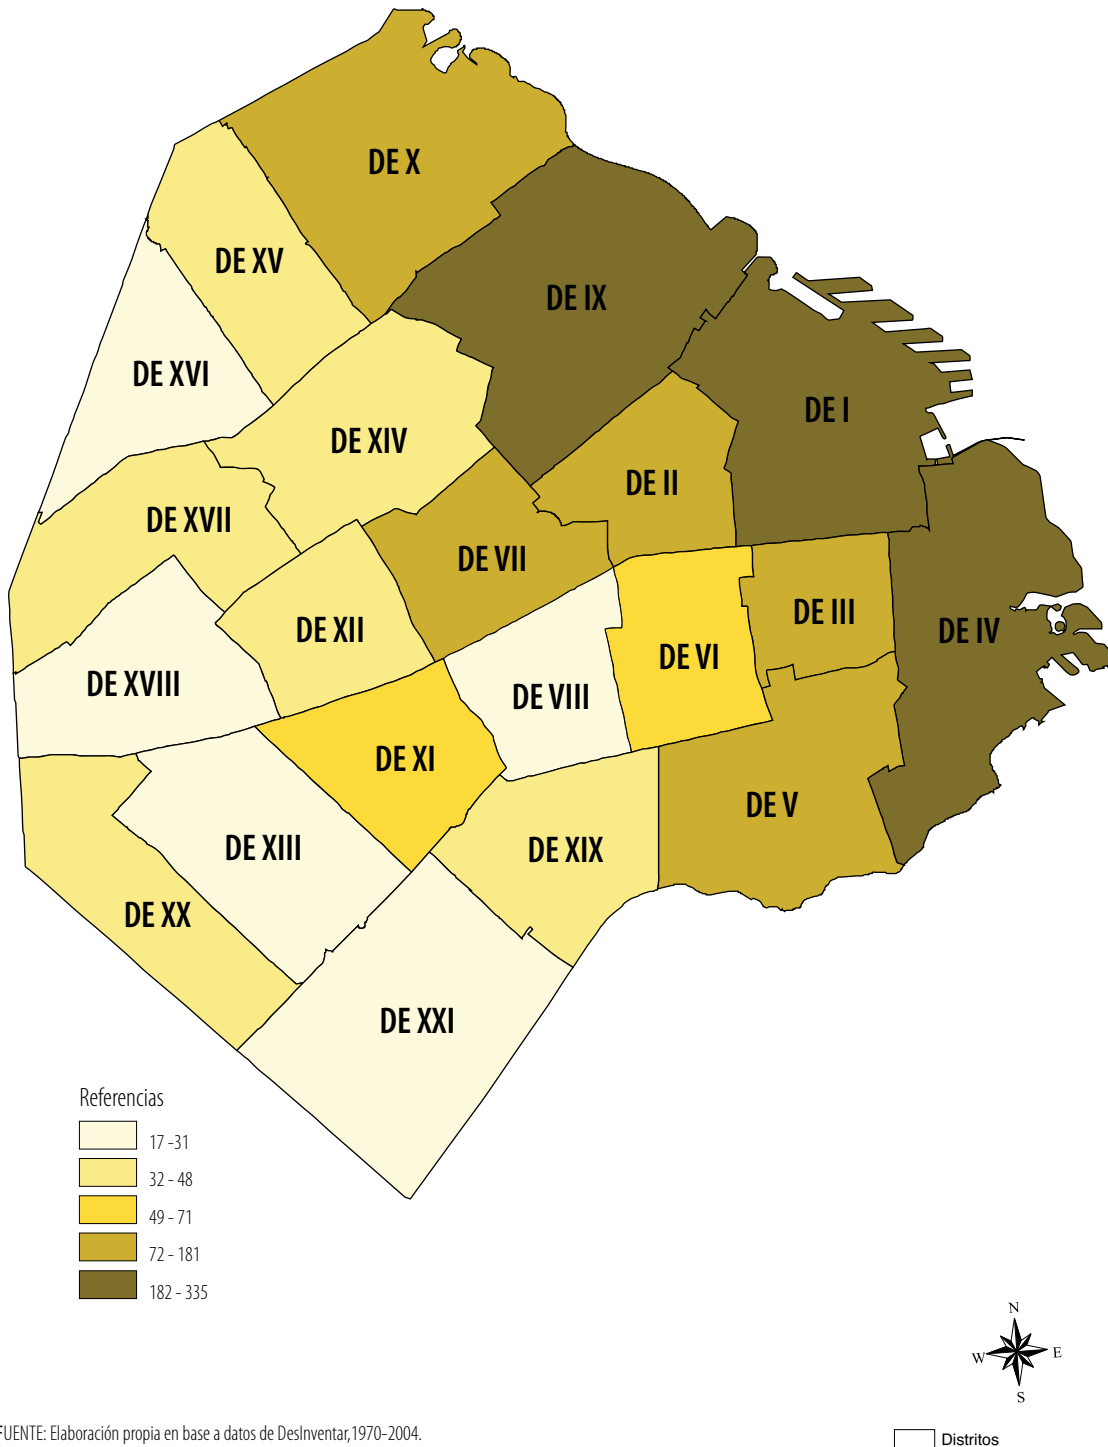 DE X
DE XV
DE IX
DE XVI
DE I
DE XIV
DE II
DE XVII
DE VII
DE III
DE XII
DE IV
DE VI
DE XVIII
DE VIII
DE XI
DE V
DE XIII
DE XIX
DE XX
DE XXI
Referencias
17 -31
32 - 48
49 - 71
72 - 181
182 - 335
N
W
E
S
FUENTE: Elaboración propia en base a datos de DesInventar,1970-2004.
Distritos